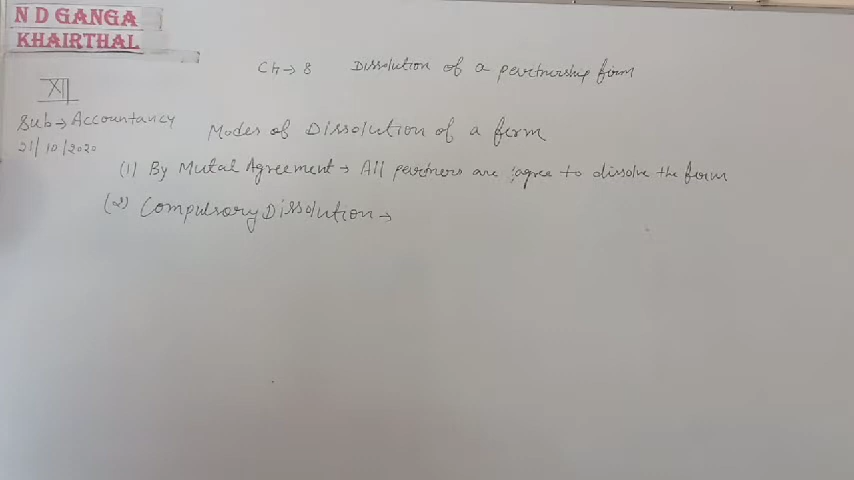 N D GANGA
KHAIRTHAL
Ch → 8 Dissolution of a partnership firm
XII
Sub → Accountancy
21/10/2020
Modes of Dissolution of a firm
(1) By Mutal Agreement → All partners are agree to dissolve the firm
(2) Compulsory Dissolution →